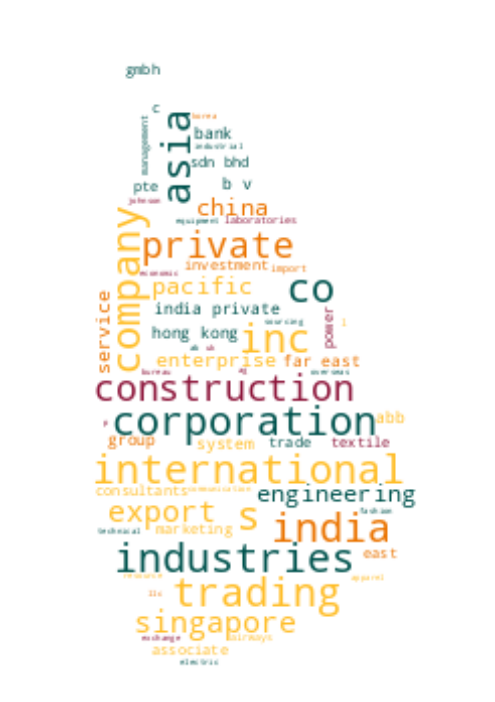 gmbh
c
korea
management
asia
bank
industrial
sdn bhd
pte
b v
johnson
china
equipment
laboratories
company
private
investment
import
economic
pacific
co
india private
service
power
sourcing
hong kong
inc
enterprise
far east
bureau
overseas
construction
corporation
abb
group
system
trade
textile
international
consultants
communication
engineering
export
s
fashion
india
technical
marketing
industries
east
resource
apparel
llc
trading
singapore
exchange
airways
associate
electric